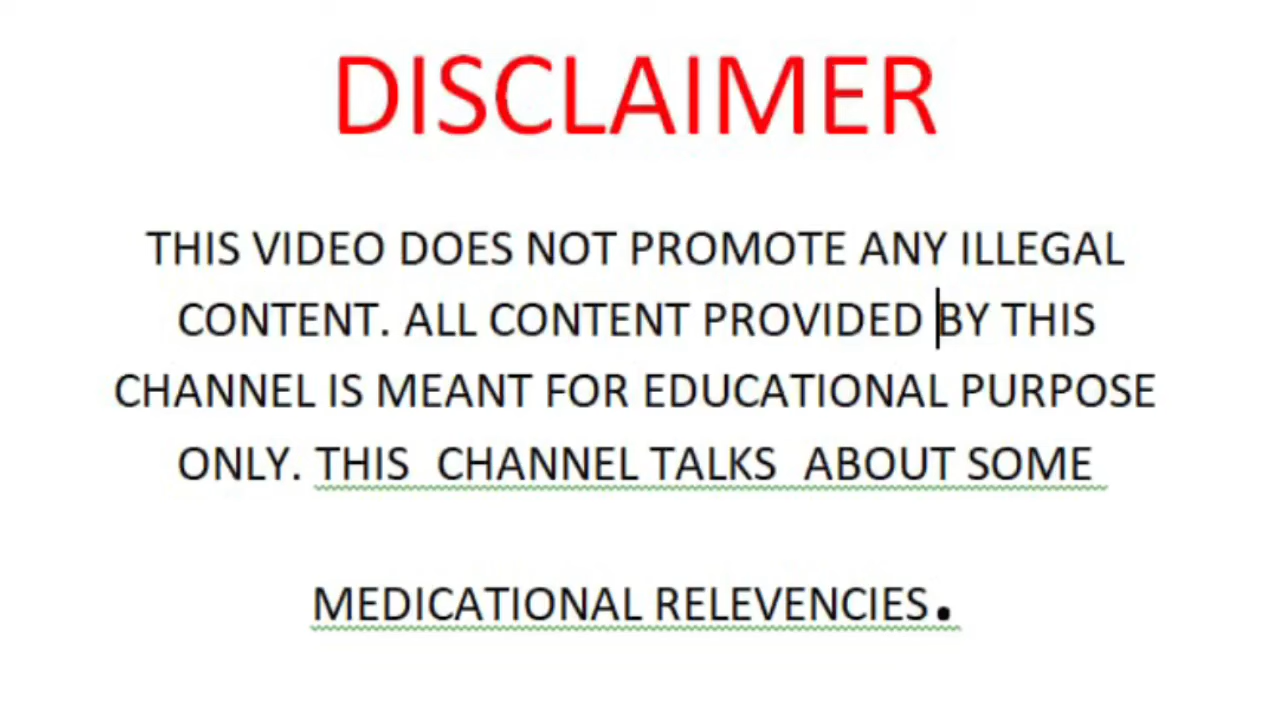 DISCLAIMER
THIS VIDEO DOES NOT PROMOTE ANY ILLEGAL
CONTENT. ALL CONTENT PROVIDED BY THIS
CHANNEL IS MEANT FOR EDUCATIONAL PURPOSE
ONLY. THIS  CHANNEL TALKS  ABOUT SOME
MEDICATIONAL RELEVENCIES.